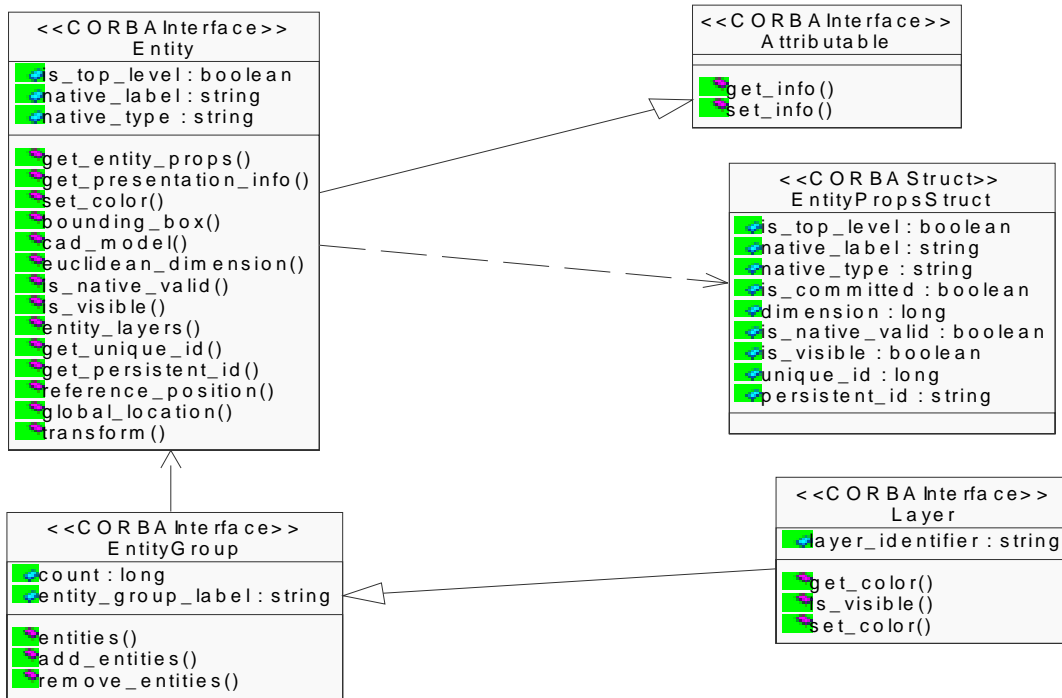 <<CORBAInterface>>
Entity
is_top_level : boolean
native_label : string
native_type : string
get_entity_props()
get_presentation_info()
set_color()
bounding_box()
cad_model()
euclidean_dimension()
is_native_valid()
is_visible()
entity_layers()
get_unique_id()
get_persistent_id()
reference_position()
global_location()
transform()
<<CORBAInterface>>
Attributable
get_info()
set_info()
<<CORBAStruct>>
EntityPropsStruct
is_top_level : boolean
native_label : string
native_type : string
is_committed : boolean
dimension : long
is_native_valid : boolean
is_visible : boolean
unique_id : long
persistent_id : string
<<CORBAInterface>>
EntityGroup
count : long
entity_group_label : string
entities()
add_entities()
remove_entities()
<<CORBAInterface>>
Layer
layer_identifier : string
get_color()
is_visible()
set_color()